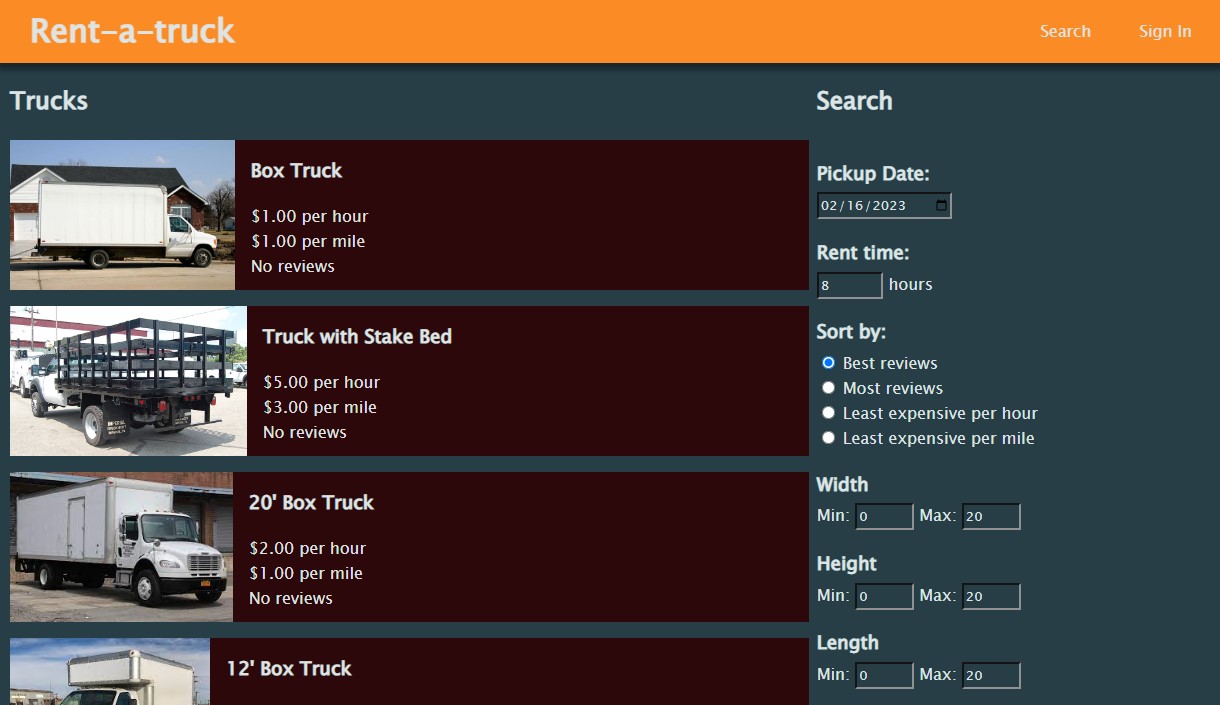 Rent-a-truck
Search
Sign In
Trucks
Box Truck
$1.00 per hour
$1.00 per mile
No reviews
Truck with Stake Bed
$5.00 per hour
$3.00 per mile
No reviews
20' Box Truck
$2.00 per hour
$1.00 per mile
No reviews
12' Box Truck
Search
Pickup Date:
02/16/2023
Rent time:
8 hours
Sort by:
Best reviews
Most reviews
Least expensive per hour
Least expensive per mile
Width
Min: 0 Max: 20
Height
Min: 0 Max: 20
Length
Min: 0 Max: 20